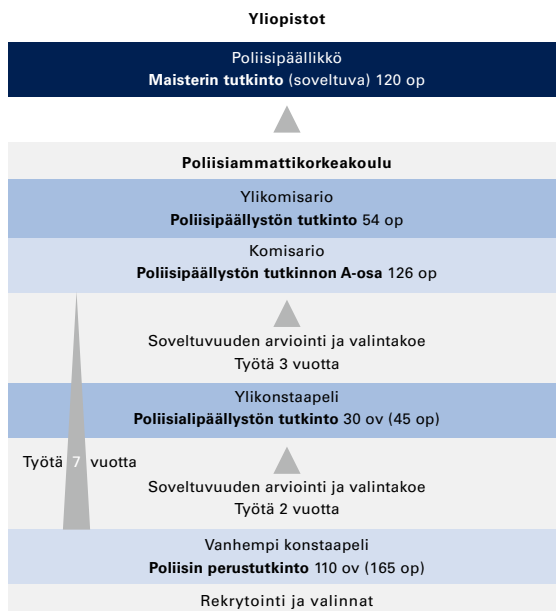 Yliopistot
Poliisipäällikkö
Maisterin tutkinto (soveltuva) 120 op
Poliisiammattikorkeakoulu
Ylikomisario
Poliisipäällystön tutkinto 54 op
Komisario
Poliisipäällystön tutkinnon A-osa 126 op
Soveltuvuuden arviointi ja valintakoe
Työtä 3 vuotta
Ylikonstaapeli
Poliisialipäällystön tutkinto 30 ov (45 op)
Työtä 7 vuotta
Soveltuvuuden arviointi ja valintakoe
Työtä 2 vuotta
Vanhempi konstaapeli
Poliisin perustutkinto 110 ov (165 op)
Rekrytointi ja valinnat